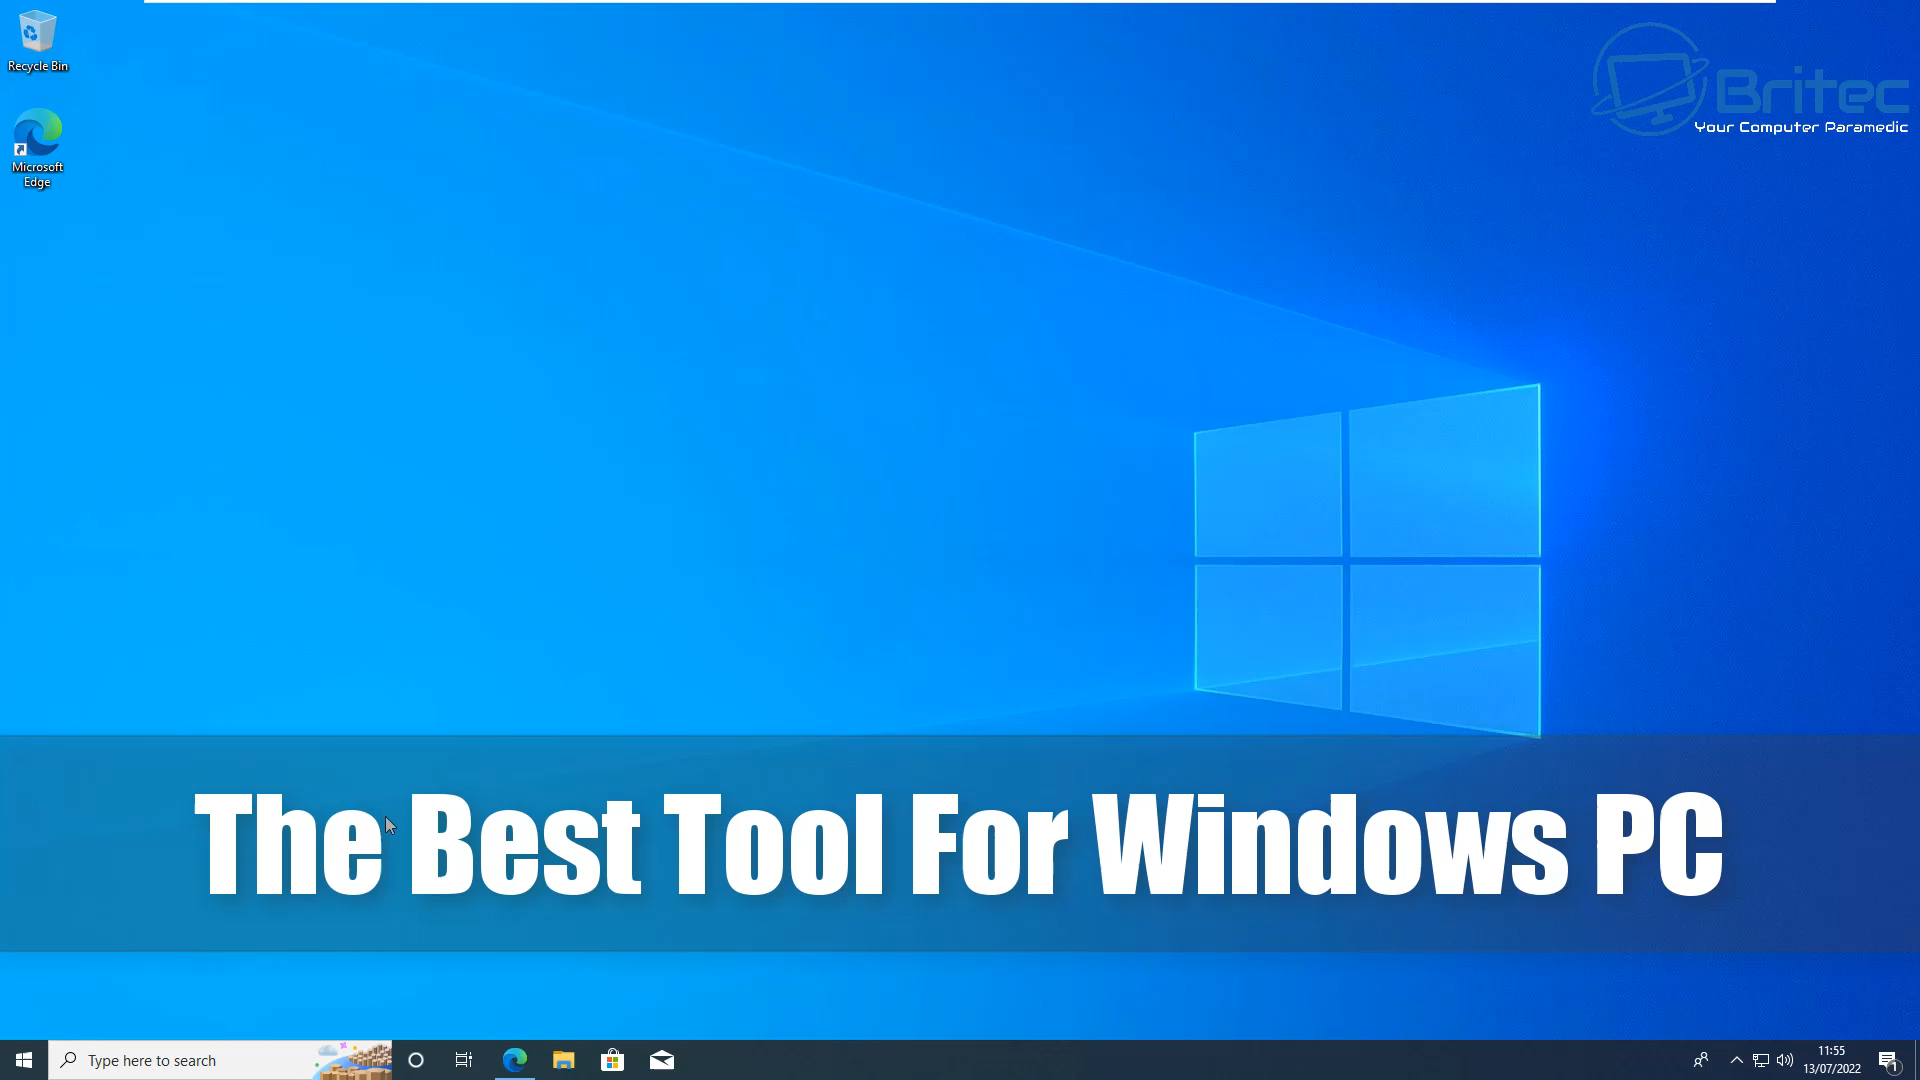 Recycle Bin
Britec
Your Computer Paramedic
Microsoft
Edge
The Best Tool For Windows PC
Type here to search
11:55
13/07/2022
1